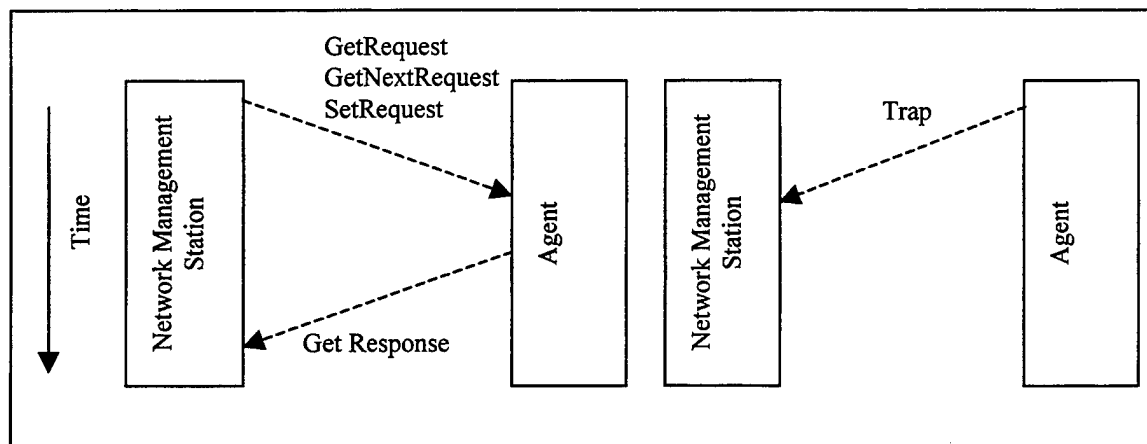 GetRequest
GetNextRequest
SetRequest
Trap
Time
Network Management
Station
Agent
Network Management
Station
Agent
Get Response